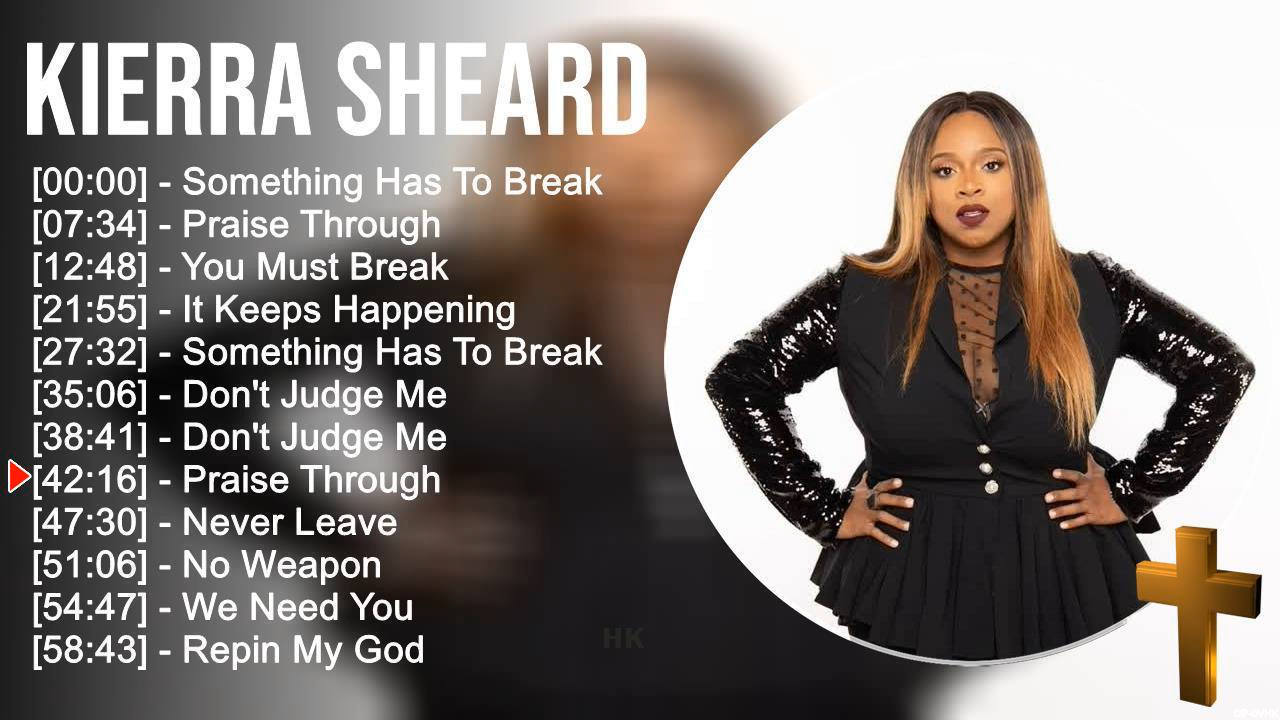 KIERRA SHEARD
[00:00] - Something Has To Break
[07:34] - Praise Through
[12:48] - You Must Break
[21:55] - It Keeps Happening
[27:32] - Something Has To Break
[35:06] - Don't Judge Me
[38:41] - Don't Judge Me
[42:16] - Praise Through
[47:30] - Never Leave
[51:06] - No Weapon
[54:47] - We Need You
[58:43] - Repin My God
HK